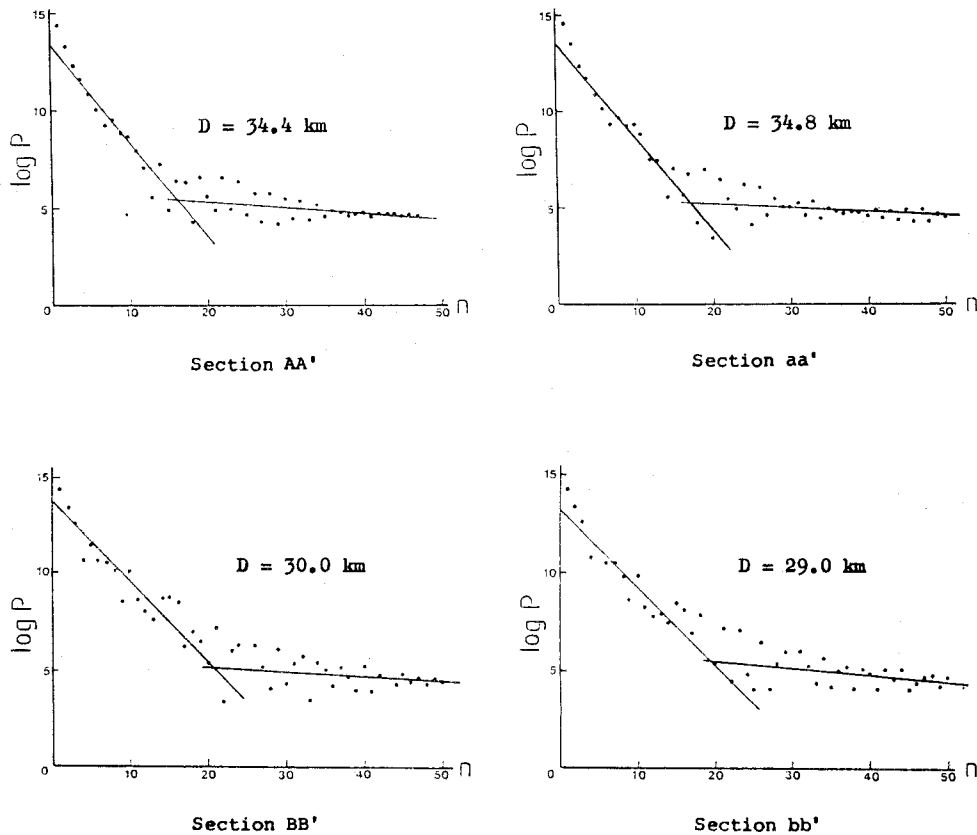 15
10
5
0
log P
D = 34.4 km
10 20 30 40 50 n
Section AA'
15
10
5
0
log P
D = 34.8 km
10 20 30 40 50 n
Section aa'
15
10
5
0
log P
D = 30.0 km
10 20 30 40 50 n
Section BB'
15
10
5
0
log P
D = 29.0 km
10 20 30 40 50 n
Section bb'